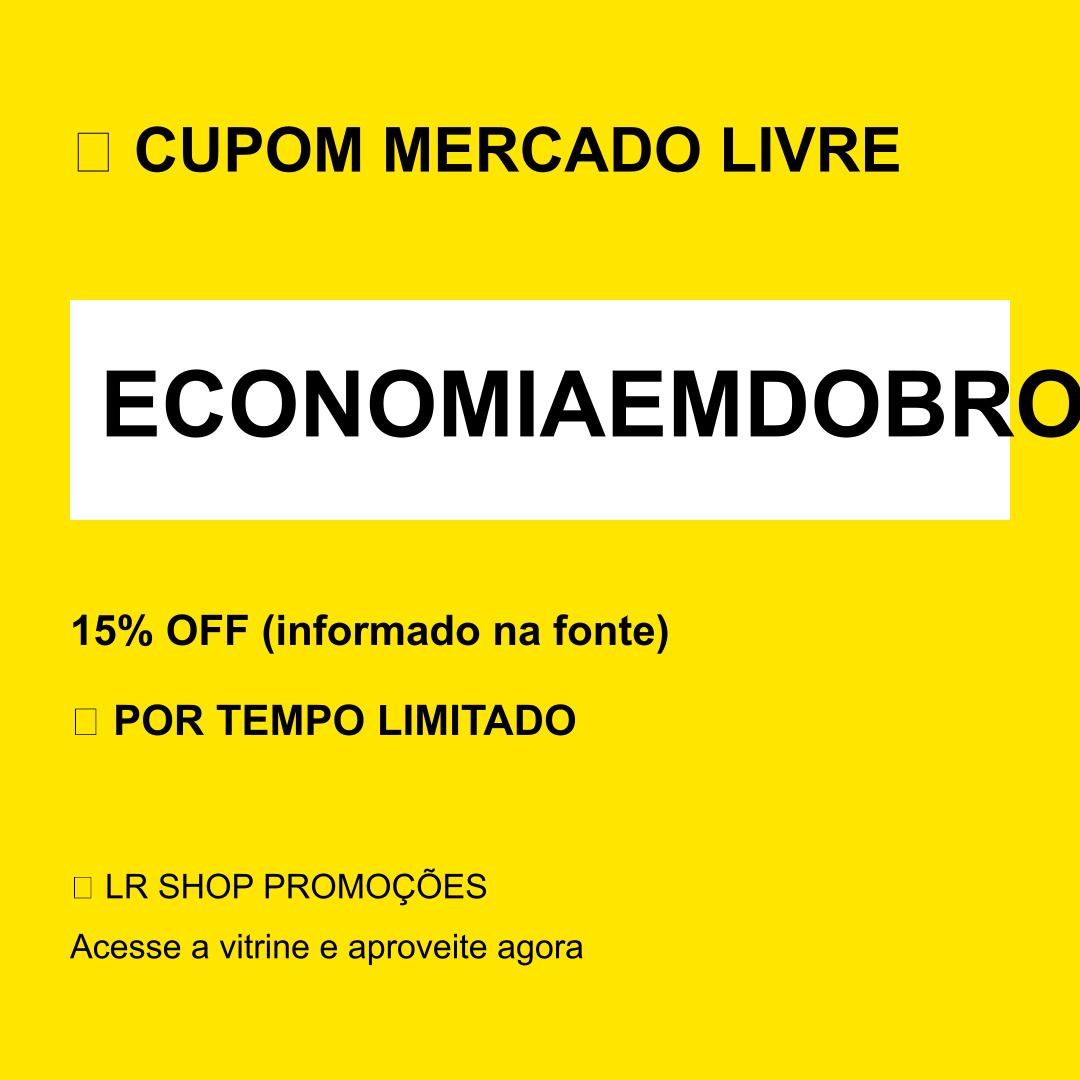 CUPOM MERCADO LIVRE
ECONOMIAEMDOBRO
15% OFF (informado na fonte)
POR TEMPO LIMITADO
LR SHOP PROMOÇÕES
Acesse a vitrine e aproveite agora